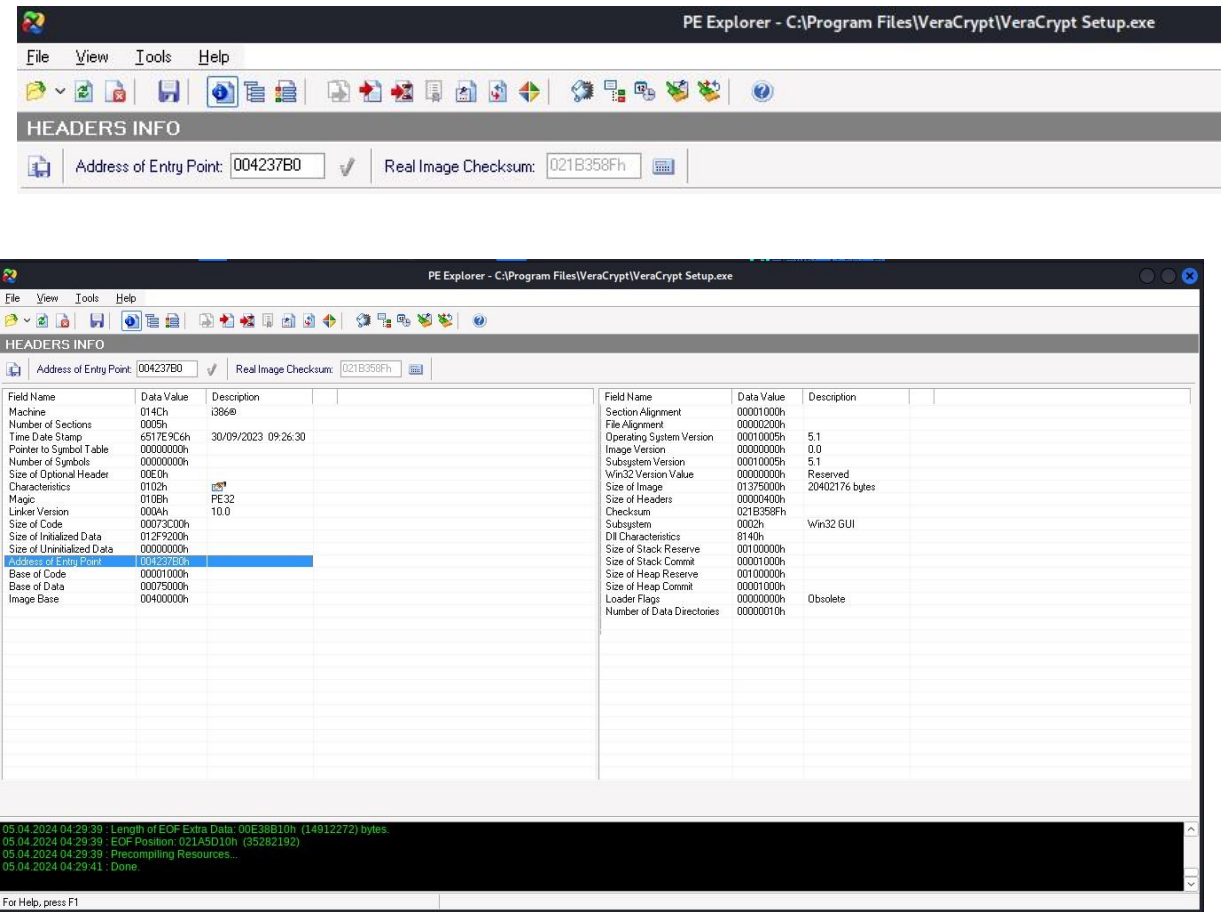 PE Explorer - C:\Program Files\VeraCrypt\VeraCrypt Setup.exe
File View Tools Help
HEADERS INFO
Address of Entry Point: 004237B0 Real Image Checksum: 021B358Fh
PE Explorer - C:\Program Files\VeraCrypt\VeraCrypt Setup.exe
File View Tools Help
HEADERS INFO
Address of Entry Point: 004237B0 Real Image Checksum: 021B358Fh
Field Name Data Value Description
Machine 014Ch i386®
Number of Sections 0005h
Time Date Stamp 6517E9C6h 30/09/2023 09:26:30
Pointer to Symbol Table 00000000h
Number of Symbols 00000000h
Size of Optional Header 00E0h
Characteristics 0102h
Magic 010Bh PE32
Linker Version 000Ah 10.0
Size of Code 00073C00h
Size of Initialized Data 012F9200h
Size of Uninitialized Data 00000000h
Address of Entry Point 004237B0h
Base of Code 00001000h
Base of Data 00075000h
Image Base 00400000h
Field Name Data Value Description
Section Alignment 00001000h
File Alignment 00000200h
Operating System Version 00010005h 5.1
Image Version 00000000h 0.0
Subsystem Version 00010005h 5.1
Win32 Version Value 00000000h Reserved
Size of Image 01375000h 20402176 bytes
Size of Headers 00000400h
Checksum 021B358Fh
Subsystem 0002h Win32 GUI
Dll Characteristics 8140h
Size of Stack Reserve 00100000h
Size of Stack Commit 00001000h
Size of Heap Reserve 00100000h
Size of Heap Commit 00001000h
Loader Flags 00000000h Obsolete
Number of Data Directories 00000010h
05.04.2024 04:29:39 : Length of EOF Extra Data: 00E38B10h (14912272) bytes.
05.04.2024 04:29:39 : EOF Position: 021A5D10h (35282192)
05.04.2024 04:29:39 : Precompiling Resources...
05.04.2024 04:29:41 : Done.
For Help, press F1